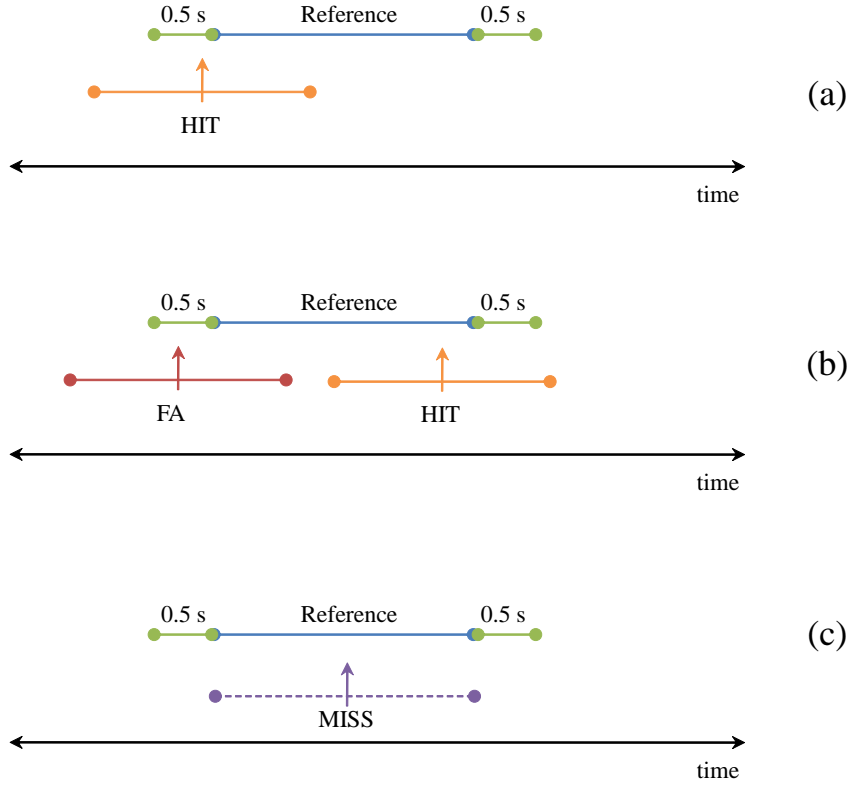 0.5 s Reference 0.5 s
HIT
(a)
time
0.5 s Reference 0.5 s
(b)
FA HIT
time
0.5 s Reference 0.5 s
(c)
MISS
time